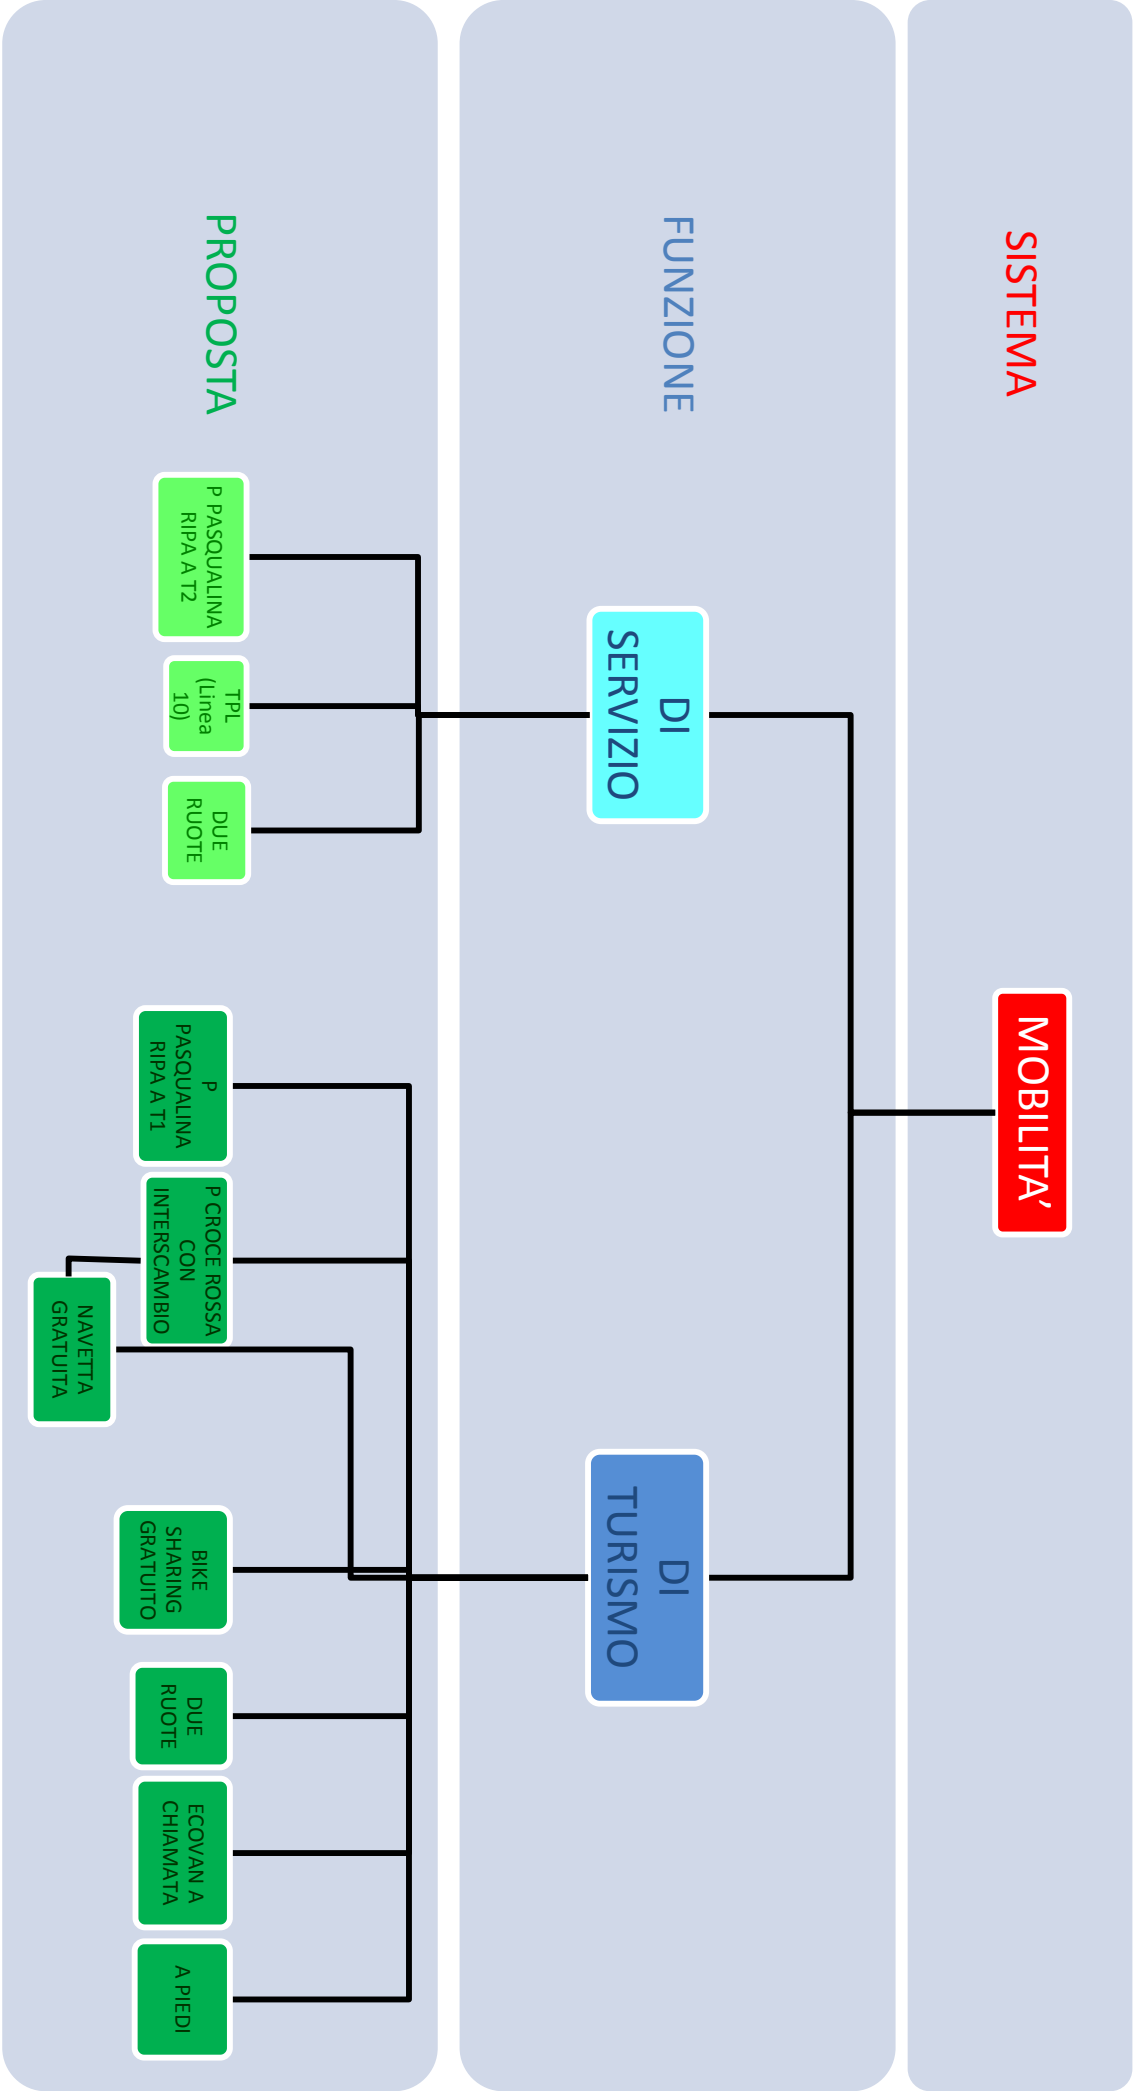 SISTEMA
MOBILITA’
FUNZIONE
DI
SERVIZIO
DI
TURISMO
PROPOSTA
P PASQUALINA
RIPA A T2
TPL
(Linea
10)
DUE
RUOTE
P
PASQUALINA
RIPA A T1
P CROCE ROSSA
CON
INTERSCAMBIO
NAVETTA
GRATUITA
BIKE
SHARING
GRATUITO
DUE
RUOTE
ECOVAN A
CHIAMATA
A PIEDI